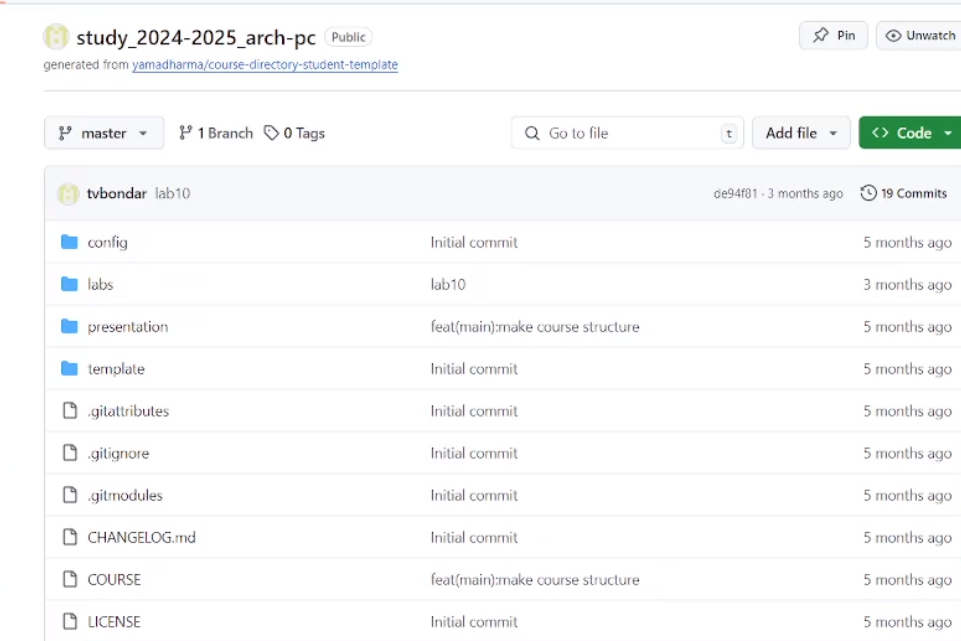 study_2024-2025_arch-pc Public Pin Unwatch
generated from yamadharma/course-directory-student-template
master 1 Branch 0 Tags Go to file t Add file Code
tvbondar lab10 de94f81 · 3 months ago 19 Commits
config Initial commit 5 months ago
labs lab10 3 months ago
presentation feat(main):make course structure 5 months ago
template Initial commit 5 months ago
.gitattributes Initial commit 5 months ago
.gitignore Initial commit 5 months ago
.gitmodules Initial commit 5 months ago
CHANGELOG.md Initial commit 5 months ago
COURSE feat(main):make course structure 5 months ago
LICENSE Initial commit 5 months ago